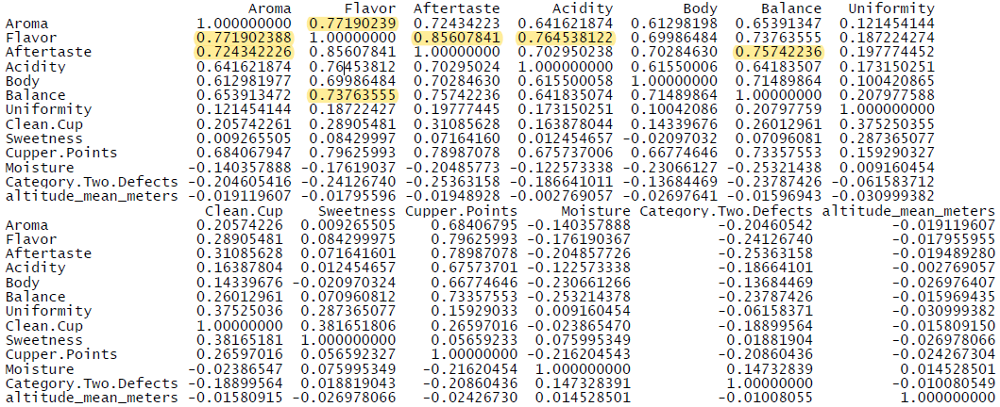 Aroma Flavor Aftertaste Acidity Body Balance Uniformity
Aroma 1.000000000 0.77190239 0.72434223 0.641621874 0.61298198 0.65391347 0.121454144
Flavor 0.771902388 1.00000000 0.85607841 0.764538122 0.69986484 0.73763555 0.187224274
Aftertaste 0.724342226 0.85607841 1.00000000 0.702950238 0.70284630 0.75742236 0.197774452
Acidity 0.641621874 0.76453812 0.70295024 1.000000000 0.61550006 0.64183507 0.173150251
Body 0.612981977 0.69986484 0.70284630 0.615500058 1.00000000 0.71489864 0.100420865
Balance 0.653913472 0.73763555 0.75742236 0.641835074 0.71489864 1.00000000 0.207977588
Uniformity 0.121454144 0.18722427 0.19777445 0.173150251 0.10042086 0.20797759 1.000000000
Clean.Cup 0.205742261 0.28905481 0.31085628 0.163878044 0.14339676 0.26012961 0.375250355
Sweetness 0.009265505 0.08429997 0.07164160 0.012454657 -0.02097032 0.07096081 0.287365077
Cupper.Points 0.684067947 0.79625993 0.78987078 0.675737006 0.66774646 0.73357553 0.159290327
Moisture -0.140357888 -0.17619037 -0.20485773 -0.122573338 -0.23066127 -0.25321438 0.009160454
Category.Two.Defects -0.204605416 -0.24126740 -0.25363158 -0.186641011 -0.13684469 -0.23787426 -0.061583712
altitude_mean_meters -0.019119607 -0.01795596 -0.01948928 -0.002769057 -0.02697641 -0.01596943 -0.030999382
Clean.Cup Sweetness Cupper.Points Moisture Category.Two.Defects altitude_mean_meters
Aroma 0.20574226 0.009265505 0.68406795 -0.140357888 -0.20460542 -0.019119607
Flavor 0.28905481 0.084299975 0.79625993 -0.176190367 -0.24126740 -0.017955955
Aftertaste 0.31085628 0.071641601 0.78987078 -0.204857726 -0.25363158 -0.019489280
Acidity 0.16387804 0.012454657 0.67573701 -0.122573338 -0.18664101 -0.002769057
Body 0.14339676 -0.020970324 0.66774646 -0.230661266 -0.13684469 -0.026976407
Balance 0.26012961 0.070960812 0.73357553 -0.253214378 -0.23787426 -0.015969435
Uniformity 0.37525036 0.287365077 0.15929033 0.009160454 -0.06158371 -0.030999382
Clean.Cup 1.00000000 0.381651806 0.26597016 -0.023865470 -0.18899564 -0.015809150
Sweetness 0.38165181 1.000000000 0.05659233 0.075995349 0.01881904 -0.026978066
Cupper.Points 0.26597016 0.056592327 1.00000000 -0.216204543 -0.20860436 -0.024267304
Moisture -0.02386547 0.075995349 -0.21620454 1.000000000 0.14732839 0.014528501
Category.Two.Defects -0.18899564 0.018819043 -0.20860436 0.147328391 1.00000000 -0.010080549
altitude_mean_meters -0.01580915 -0.026978066 -0.02426730 0.014528501 -0.01008055 1.000000000